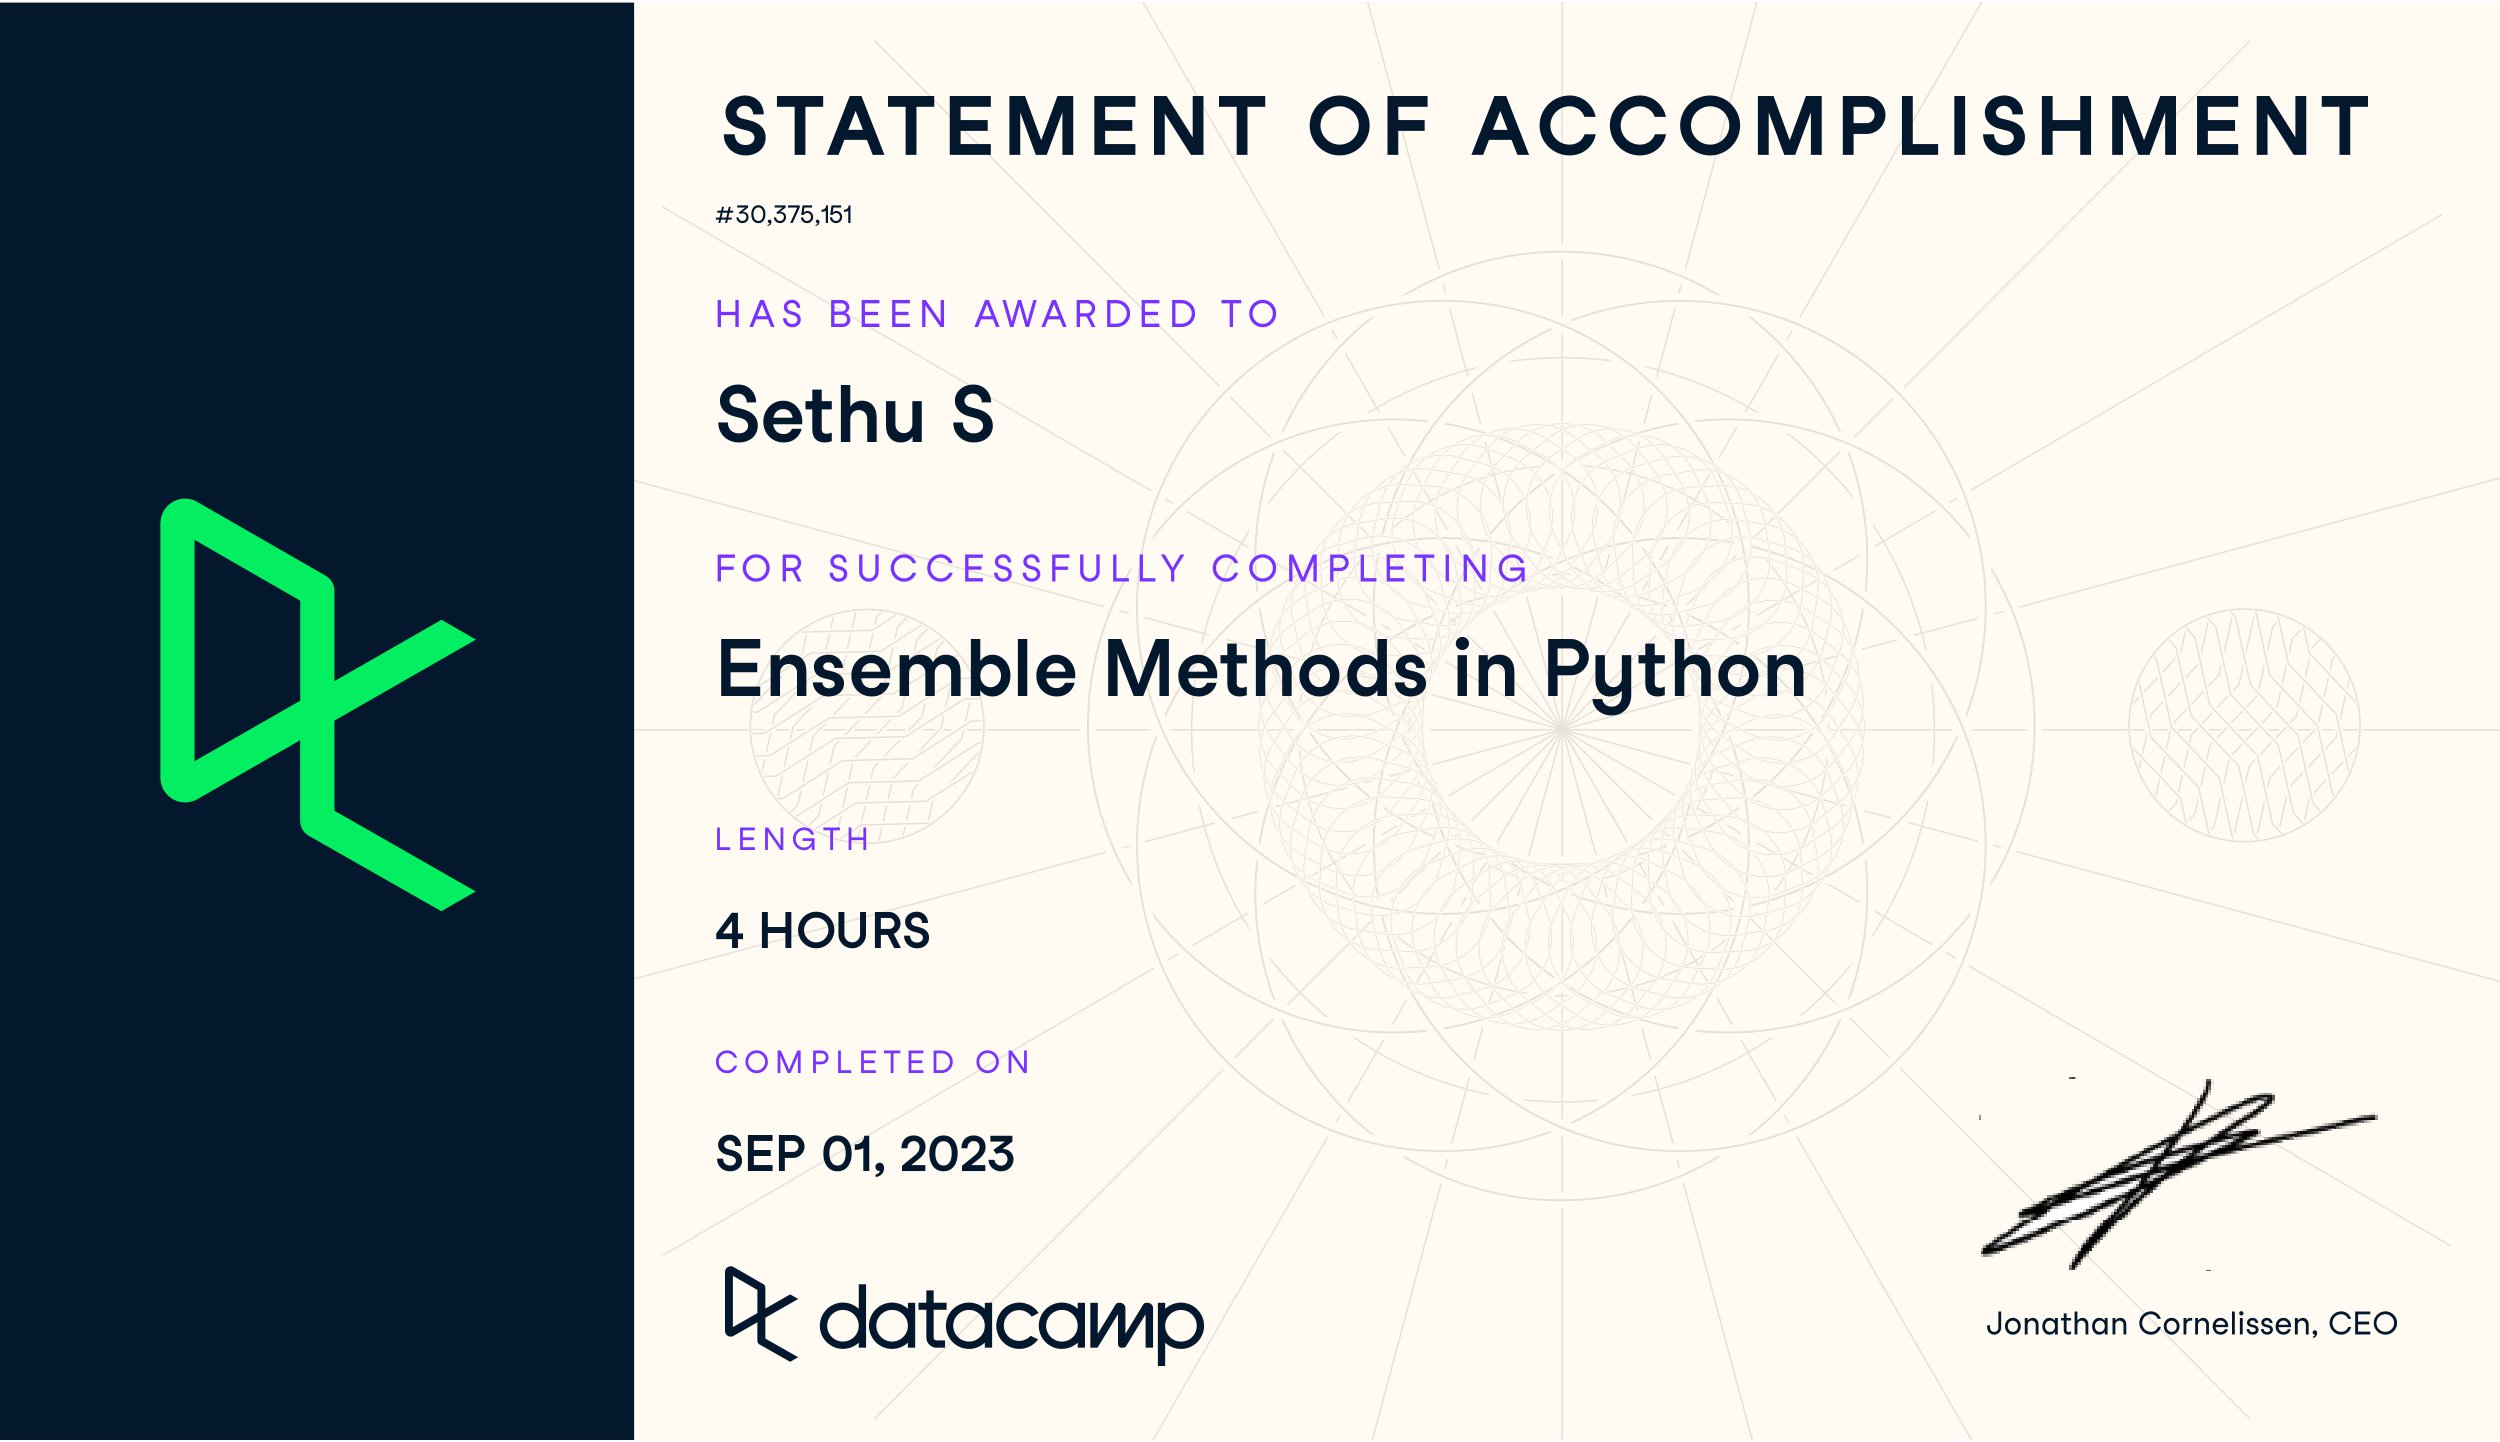 STATEMENT OF ACCOMPLISHMENT
#30,375,151
HAS BEEN AWARDED TO
Sethu S
FOR SUCCESSFULLY COMPLETING
Ensemble Methods in Python
LENGTH
4 HOURS
COMPLETED ON
SEP 01, 2023
datacamp
Jonathan Cornelissen, CEO